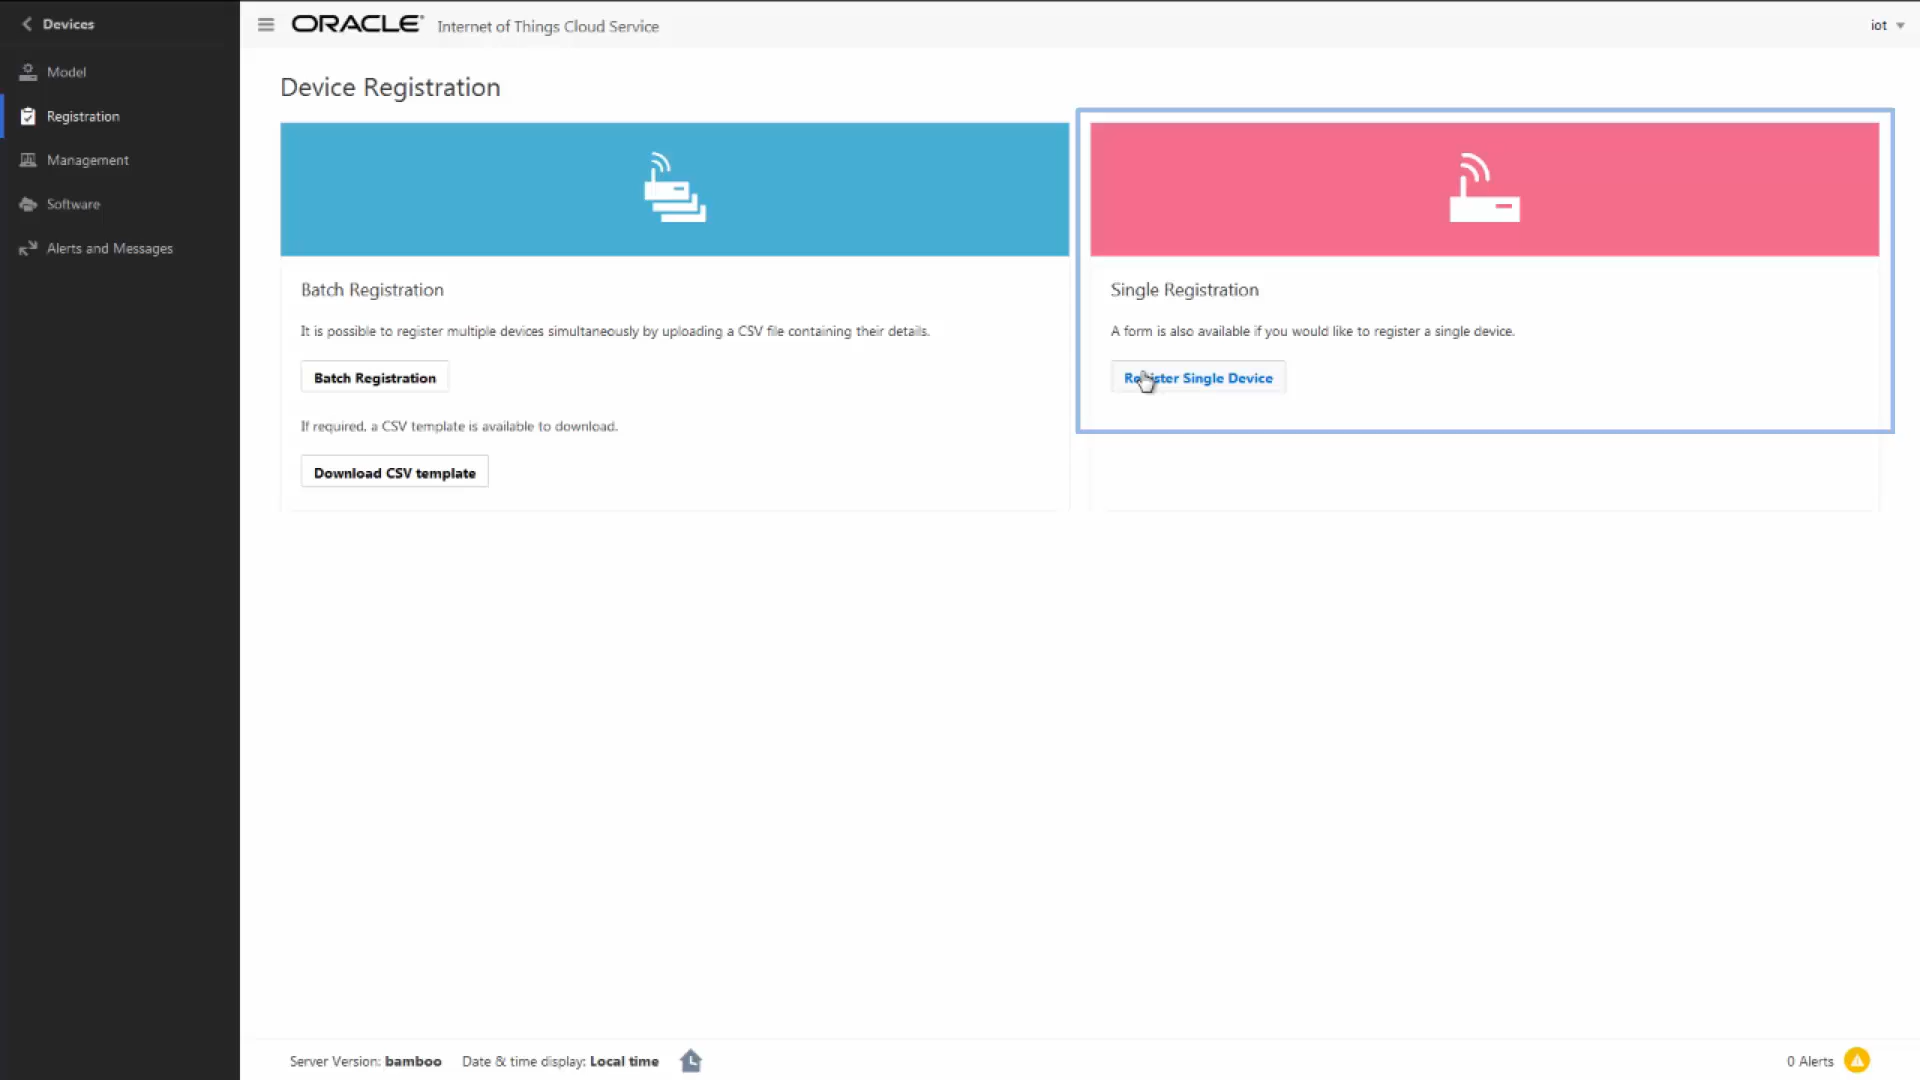 Devices
ORACLE® Internet of Things Cloud Service
iot
Model
Registration
Management
Software
Alerts and Messages
Device Registration
Batch Registration
It is possible to register multiple devices simultaneously by uploading a CSV file containing their details.
Batch Registration
If required, a CSV template is available to download.
Download CSV template
Single Registration
A form is also available if you would like to register a single device.
Register Single Device
Server Version: bamboo Date & time display: Local time
0 Alerts